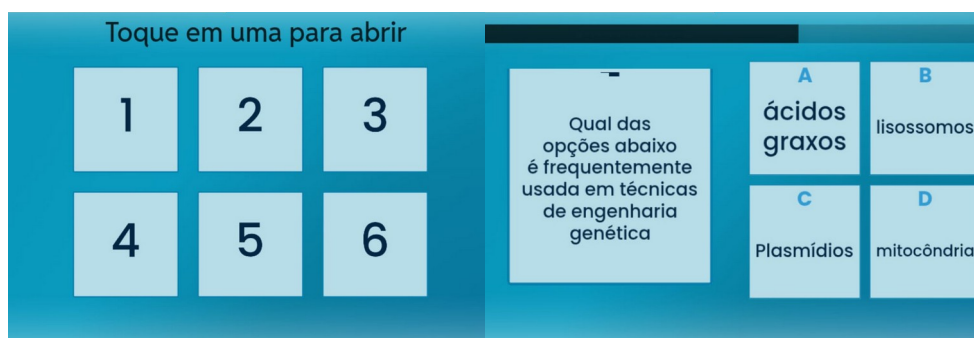 Toque em uma para abrir
1
2
3
4
5
6
Qual das
opções abaixo
é frequentemente
usada em técnicas
de engenharia
genética
A
ácidos
graxos
B
lisossomos
C
Plasmídios
D
mitocôndria